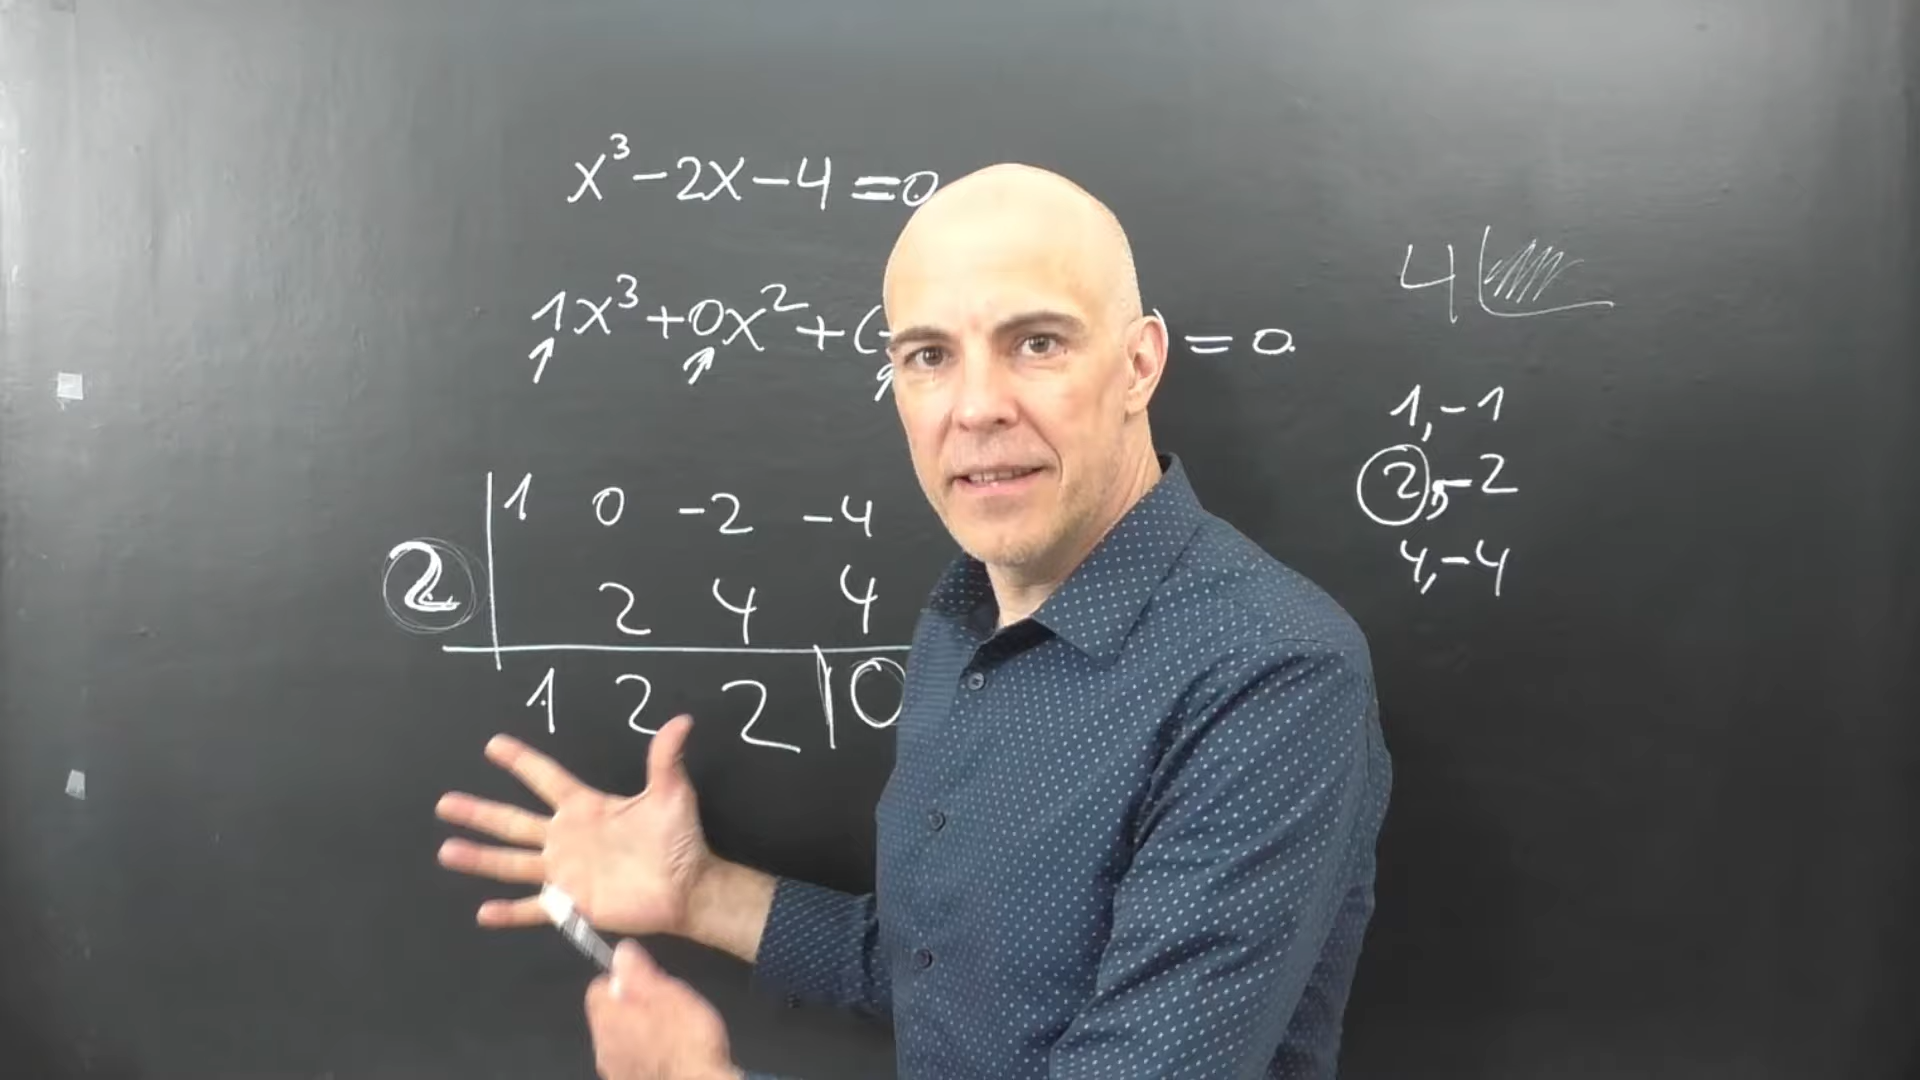 x³-2x-4=0
1x³+0x²+( ) = 0
4
1,-1
2,-2
4,-4
1 0 -2 -4
2
2 4 4
1 2 2 0